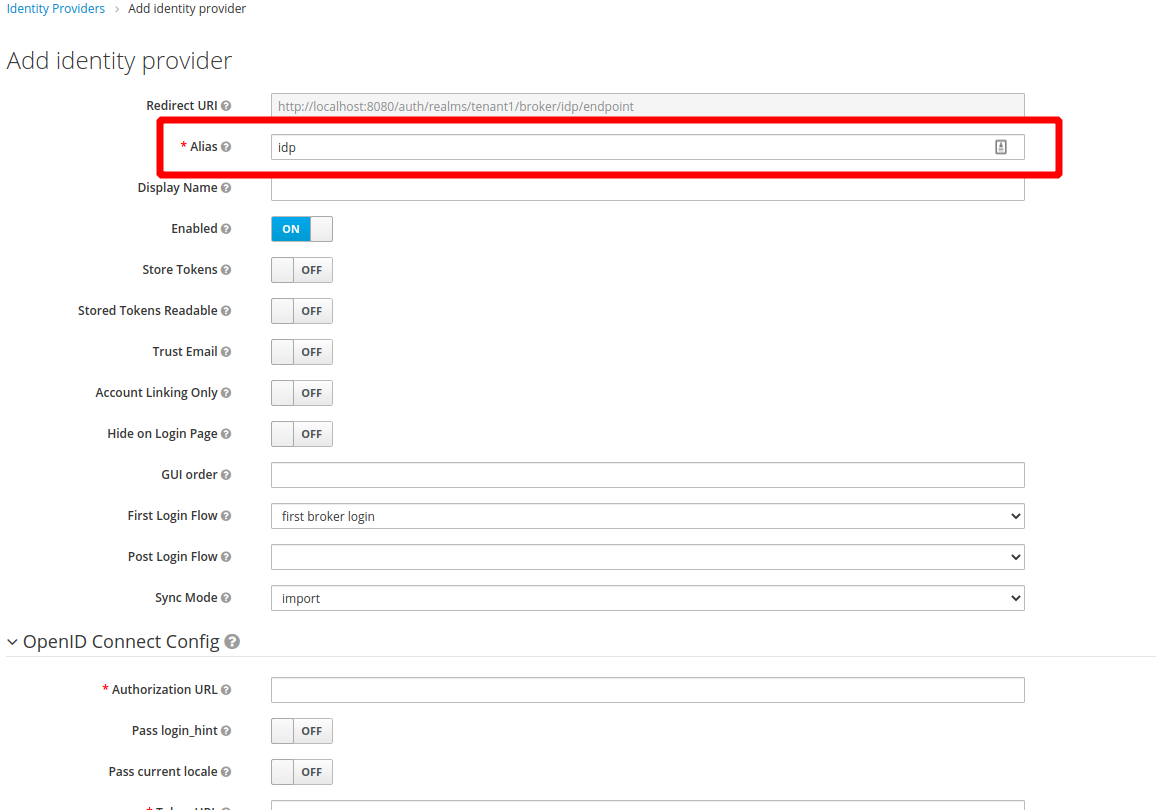 Identity Providers › Add identity provider
Add identity provider
Redirect URI http://localhost:8080/auth/realms/tenant1/broker/idp/endpoint
* Alias idp
Display Name
Enabled ON
Store Tokens OFF
Stored Tokens Readable OFF
Trust Email OFF
Account Linking Only OFF
Hide on Login Page OFF
GUI order
First Login Flow first broker login
Post Login Flow
Sync Mode import
OpenID Connect Config
* Authorization URL
Pass login_hint OFF
Pass current locale OFF